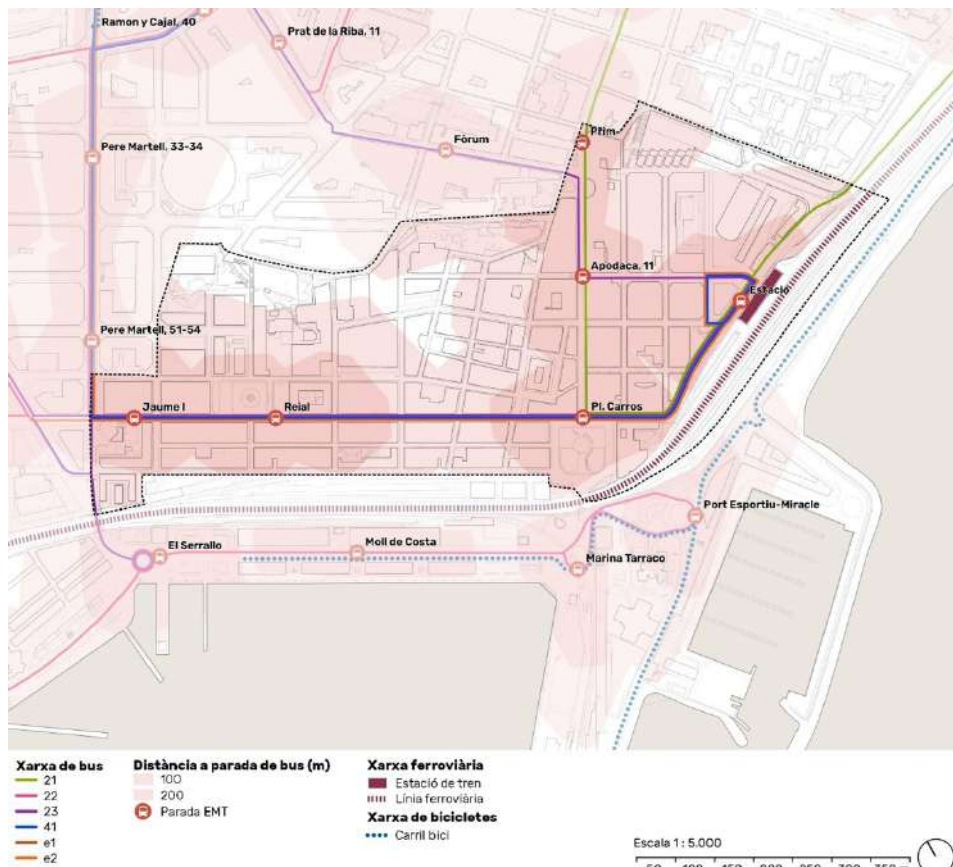 Ramon y Cajal, 40
Prat de la Riba, 11
Pere Martell, 33-34
Fòrum
Prim
Apodaca, 11
Estació
Pere Martell, 51-54
Jaume I
Reial
Pl. Carros
Port Esportiu-Miracle
El Serrallo
Moll de Costa
Marina Tarraco
Xarxa de bus
21
22
23
41
e1
e2
Distància a parada de bus (m)
100
200
Parada EMT
Xarxa ferroviària
Estació de tren
Línia ferroviària
Xarxa de bicicletes
Carril bici
Escala 1 : 5.000
50 100 150 200 250 300 350 m